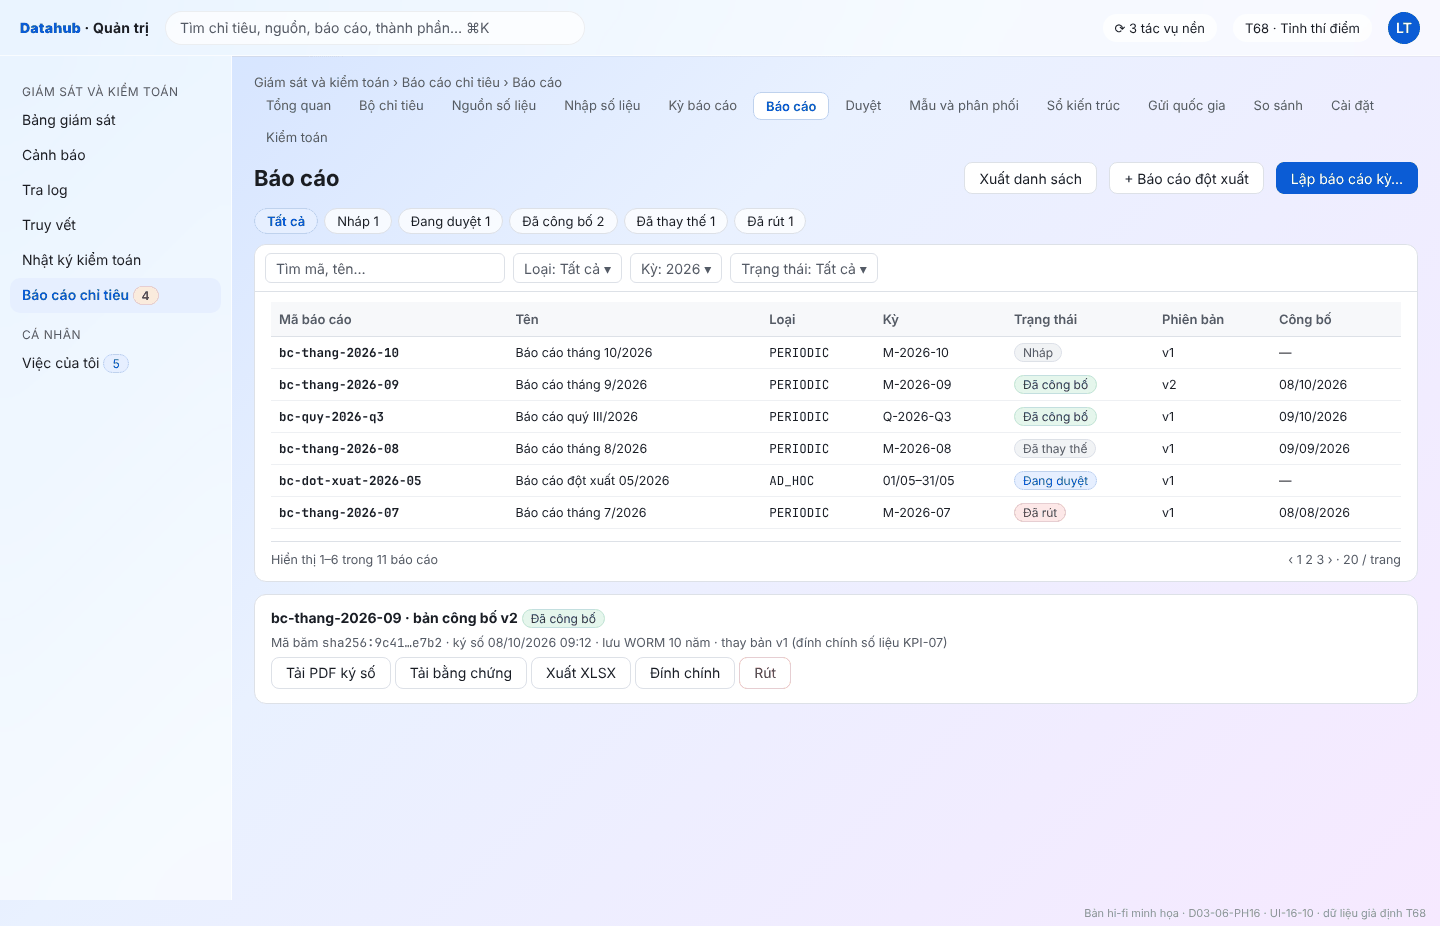 Datahub · Quản trị
Tìm chỉ tiêu, nguồn, báo cáo, thành phần... ⌘K
⟳ 3 tác vụ nền
T68 · Tỉnh thí điểm
LT
GIÁM SÁT VÀ KIỂM TOÁN
Bảng giám sát
Cảnh báo
Tra log
Truy vết
Nhật ký kiểm toán
Báo cáo chỉ tiêu 4
CÁ NHÂN
Việc của tôi 5
Giám sát và kiểm toán › Báo cáo chỉ tiêu › Báo cáo
Tổng quan Bộ chỉ tiêu Nguồn số liệu Nhập số liệu Kỳ báo cáo Báo cáo Duyệt Mẫu và phân phối Sổ kiến trúc Gửi quốc gia So sánh Cài đặt
Kiểm toán
Báo cáo
Xuất danh sách
+ Báo cáo đột xuất
Lập báo cáo kỳ...
Tất cả Nháp 1 Đang duyệt 1 Đã công bố 2 Đã thay thế 1 Đã rút 1
Tìm mã, tên... Loại: Tất cả ▾ Kỳ: 2026 ▾ Trạng thái: Tất cả ▾
Mã báo cáo Tên Loại Kỳ Trạng thái Phiên bản Công bố
bc-thang-2026-10 Báo cáo tháng 10/2026 PERIODIC M-2026-10 Nháp v1 —
bc-thang-2026-09 Báo cáo tháng 9/2026 PERIODIC M-2026-09 Đã công bố v2 08/10/2026
bc-quy-2026-q3 Báo cáo quý III/2026 PERIODIC Q-2026-Q3 Đã công bố v1 09/10/2026
bc-thang-2026-08 Báo cáo tháng 8/2026 PERIODIC M-2026-08 Đã thay thế v1 09/09/2026
bc-dot-xuat-2026-05 Báo cáo đột xuất 05/2026 AD_HOC 01/05–31/05 Đang duyệt v1 —
bc-thang-2026-07 Báo cáo tháng 7/2026 PERIODIC M-2026-07 Đã rút v1 08/08/2026
Hiển thị 1–6 trong 11 báo cáo
‹ 1 2 3 › · 20 / trang
bc-thang-2026-09 · bản công bố v2 Đã công bố
Mã băm sha256:9c41…e7b2 · ký số 08/10/2026 09:12 · lưu WORM 10 năm · thay bản v1 (đính chính số liệu KPI-07)
Tải PDF ký số Tải bằng chứng Xuất XLSX Đính chính Rút
Bản hi-fi minh họa · D03-06-PH16 · UI-16-10 · dữ liệu giả định T68